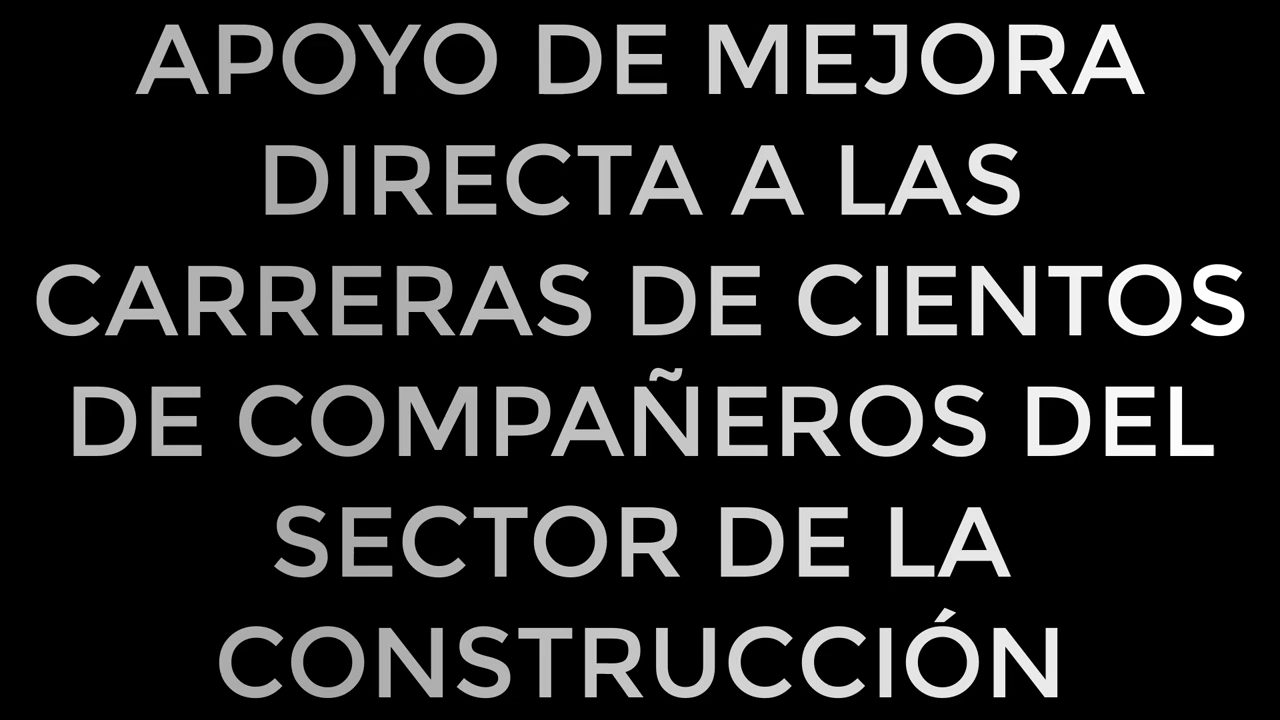 APOYO DE MEJORA
DIRECTA A LAS
CARRERAS DE CIENTOS
DE COMPAÑEROS DEL
SECTOR DE LA
CONSTRUCCIÓN